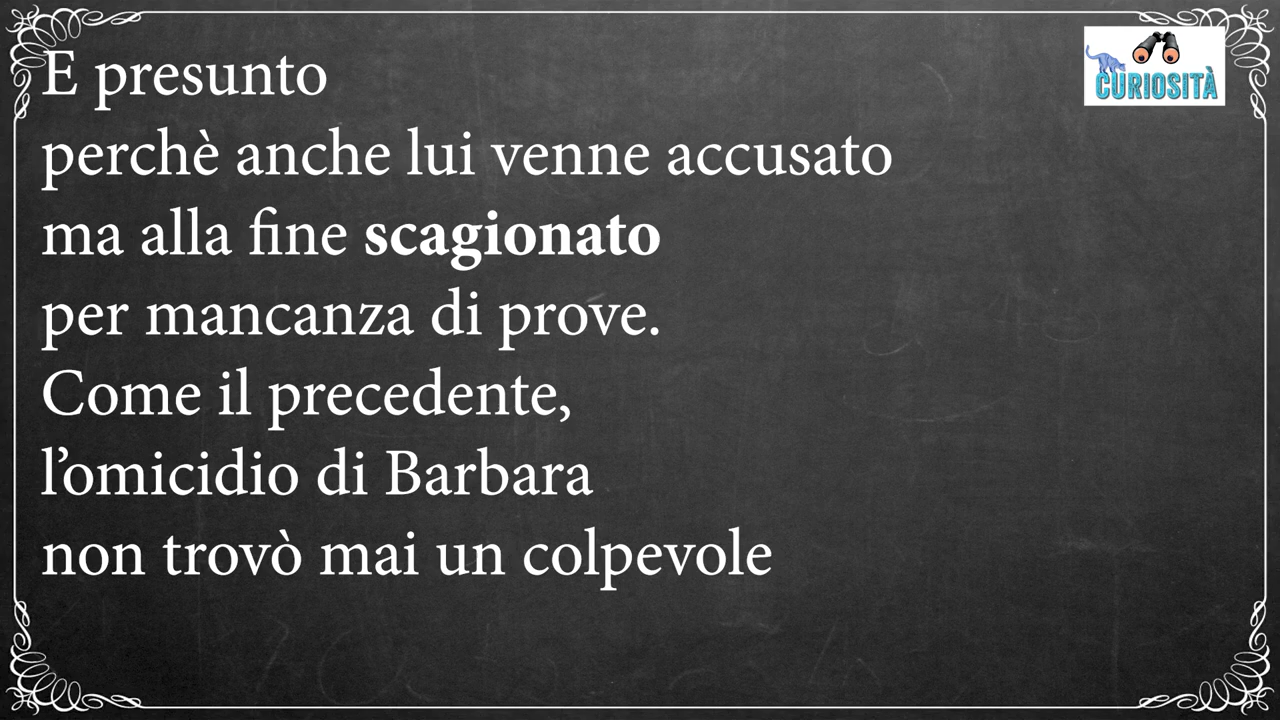 E presunto
perchè anche lui venne accusato
ma alla fine scagionato
per mancanza di prove.
Come il precedente,
l’omicidio di Barbara
non trovò mai un colpevole
CURIOSITÀ